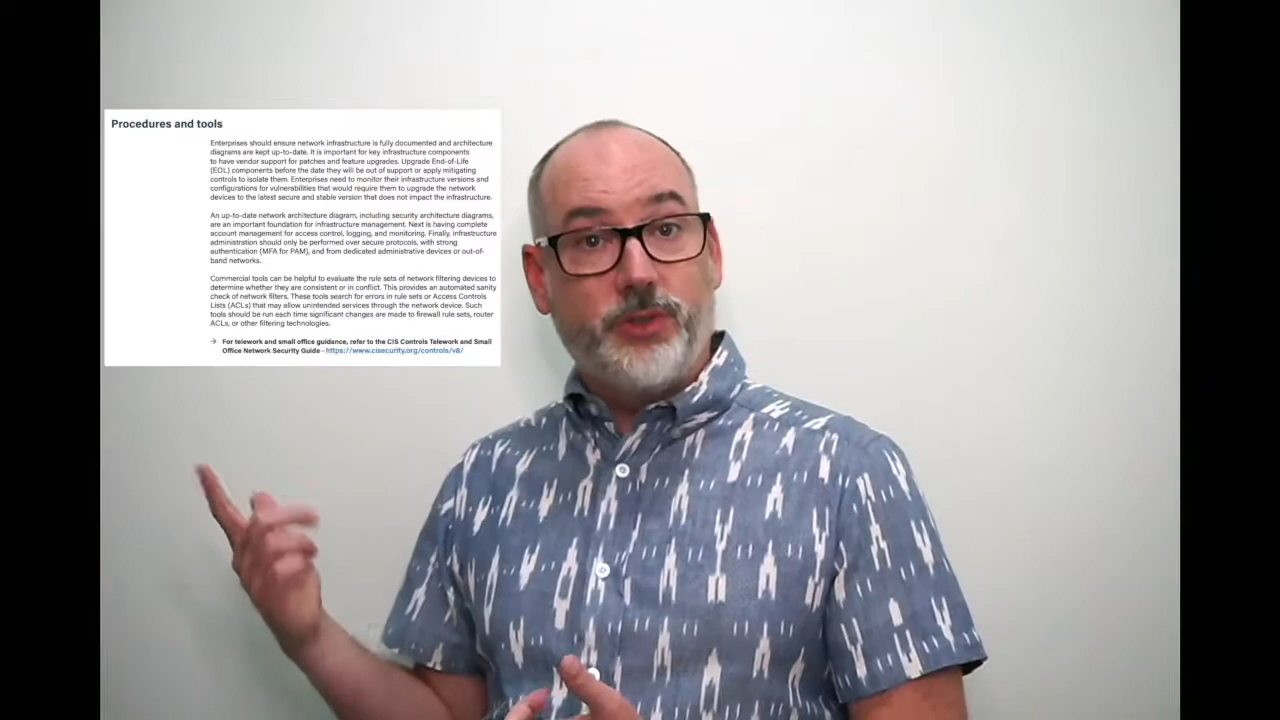 Procedures and tools
Enterprises should ensure network infrastructure is fully documented and architecture
diagrams are kept up-to-date. It is important for key infrastructure components
to have vendor support for patches and feature upgrades. Upgrade End-of-Life
(EOL) components before the date they will be out of support or apply mitigating
controls to isolate them. Enterprises need to monitor their infrastructure versions and
configurations for vulnerabilities that would require them to upgrade the network
devices to the latest secure and stable version that does not impact the infrastructure.
An up-to-date network architecture diagram, including security architecture diagrams,
are an important foundation for infrastructure management. Next is having complete
account management for access control, logging, and monitoring. Finally, infrastructure
administration should only be performed over secure protocols, with strong
authentication (MFA for PAM), and from dedicated administrative devices or out-of-
band networks.
Commercial tools can be helpful to evaluate the rule sets of network filtering devices to
determine whether they are consistent or in conflict. This provides an automated sanity
check of network filters. These tools search for errors in rule sets or Access Controls
Lists (ACLs) that may allow unintended services through the network device. Such
tools should be run each time significant changes are made to firewall rule sets, router
ACLs, or other filtering technologies.
→ For telework and small office guidance, refer to the CIS Controls Telework and Small
Office Network Security Guide – https://www.cisecurity.org/controls/v8/